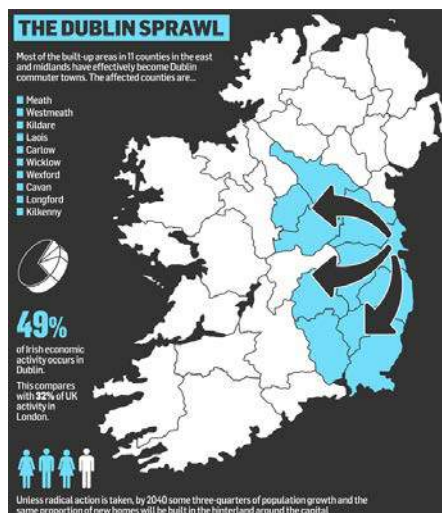 THE DUBLIN SPRAWL
Most of the built-up areas in 11 counties in the east
and midlands have effectively become Dublin
commuter towns. The affected counties are...
Meath
Westmeath
Kildare
Laois
Carlow
Wicklow
Wexford
Cavan
Longford
Kilkenny
49%
of Irish economic
activity occurs in
Dublin.
This compares
with 32% of UK
activity in
London.
Unless radical action is taken, by 2040 some three-quarters of population growth and the
same proportion of new homes will be built in the hinterland around the capital